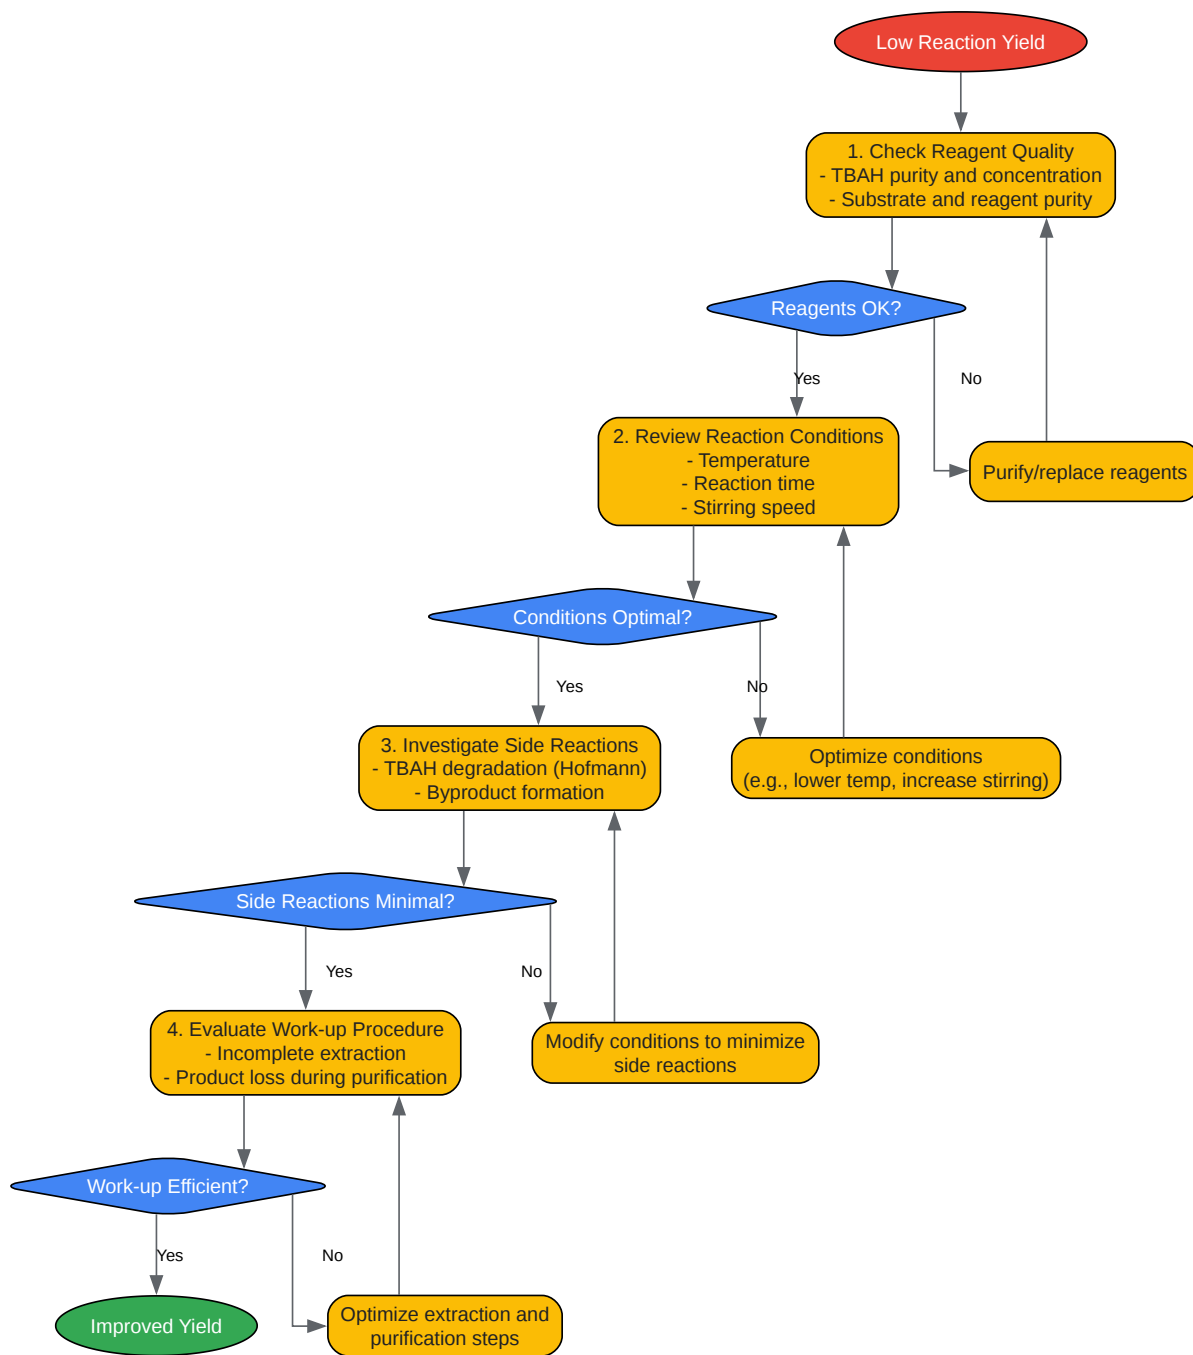 Low Reaction Yield
1. Check Reagent Quality
- TBAH purity and concentration
- Substrate and reagent purity
Reagents OK?
Yes
No
2. Review Reaction Conditions
- Temperature
- Reaction time
- Stirring speed
Purify/replace reagents
Conditions Optimal?
Yes
No
3. Investigate Side Reactions
- TBAH degradation (Hofmann)
- Byproduct formation
Optimize conditions
(e.g., lower temp, increase stirring)
Side Reactions Minimal?
Yes
No
4. Evaluate Work-up Procedure
- Incomplete extraction
- Product loss during purification
Modify conditions to minimize
side reactions
Work-up Efficient?
Yes
No
Improved Yield
Optimize extraction and
purification steps